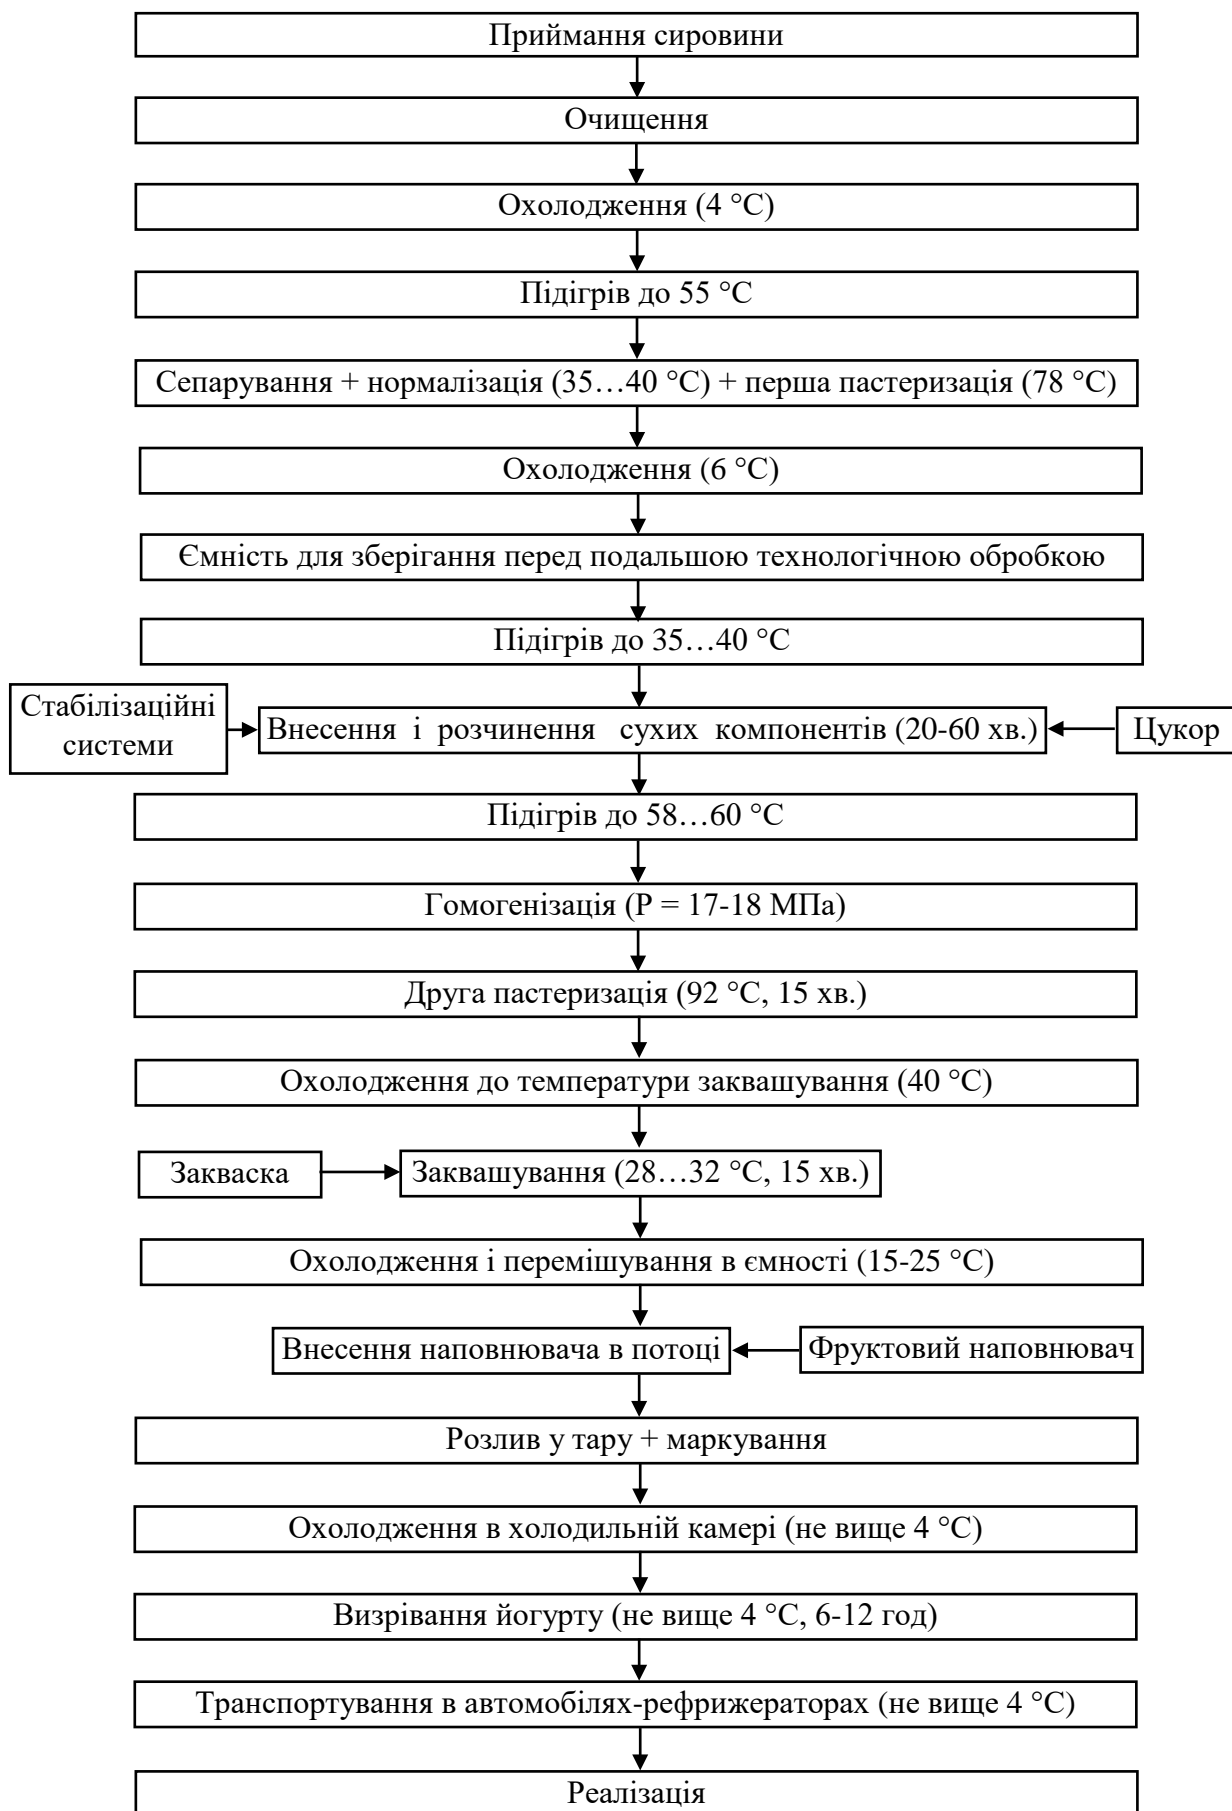 Приймання сировини
Очищення
Охолодження (4 °С)
Підігрів до 55 °С
Сепарування + нормалізація (35…40 °С) + перша пастеризація (78 °С)
Охолодження (6 °С)
Ємність для зберігання перед подальшою технологічною обробкою
Підігрів до 35…40 °С
Стабілізаційні
системи
Внесення і розчинення сухих компонентів (20-60 хв.)
Цукор
Підігрів до 58…60 °С
Гомогенізація (Р = 17-18 МПа)
Друга пастеризація (92 °С, 15 хв.)
Охолодження до температури заквашування (40 °С)
Закваска
Заквашування (28…32 °С, 15 хв.)
Охолодження і перемішування в ємності (15-25 °С)
Внесення наповнювача в потоці
Фруктовий наповнювач
Розлив у тару + маркування
Охолодження в холодильній камері (не вище 4 °С)
Визрівання йогурту (не вище 4 °С, 6-12 год)
Транспортування в автомобілях-рефрижераторах (не вище 4 °С)
Реалізація